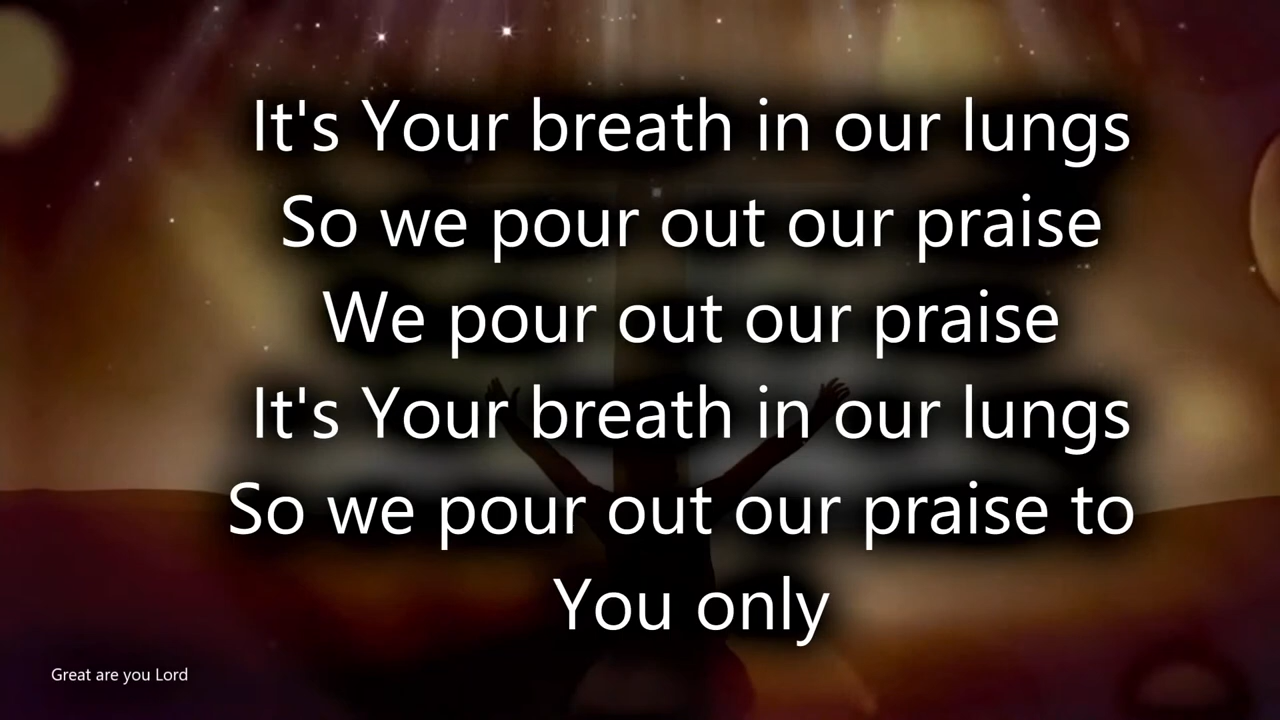 It's Your breath in our lungs
So we pour out our praise
We pour out our praise
It's Your breath in our lungs
So we pour out our praise to
You only
Great are you Lord